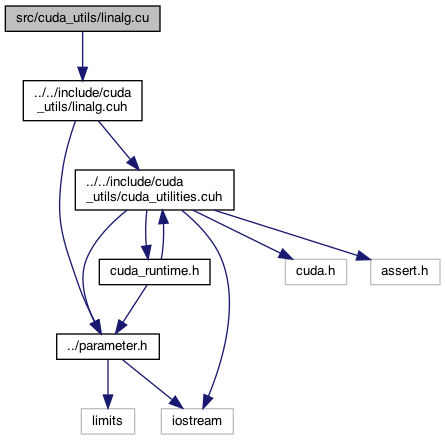 src/cuda_utils/linalg.cu
../../include/cuda
_utils/linalg.cuh
../../include/cuda
_utils/cuda_utilities.cuh
cuda_runtime.h
cuda.h
assert.h
../parameter.h
limits
iostream